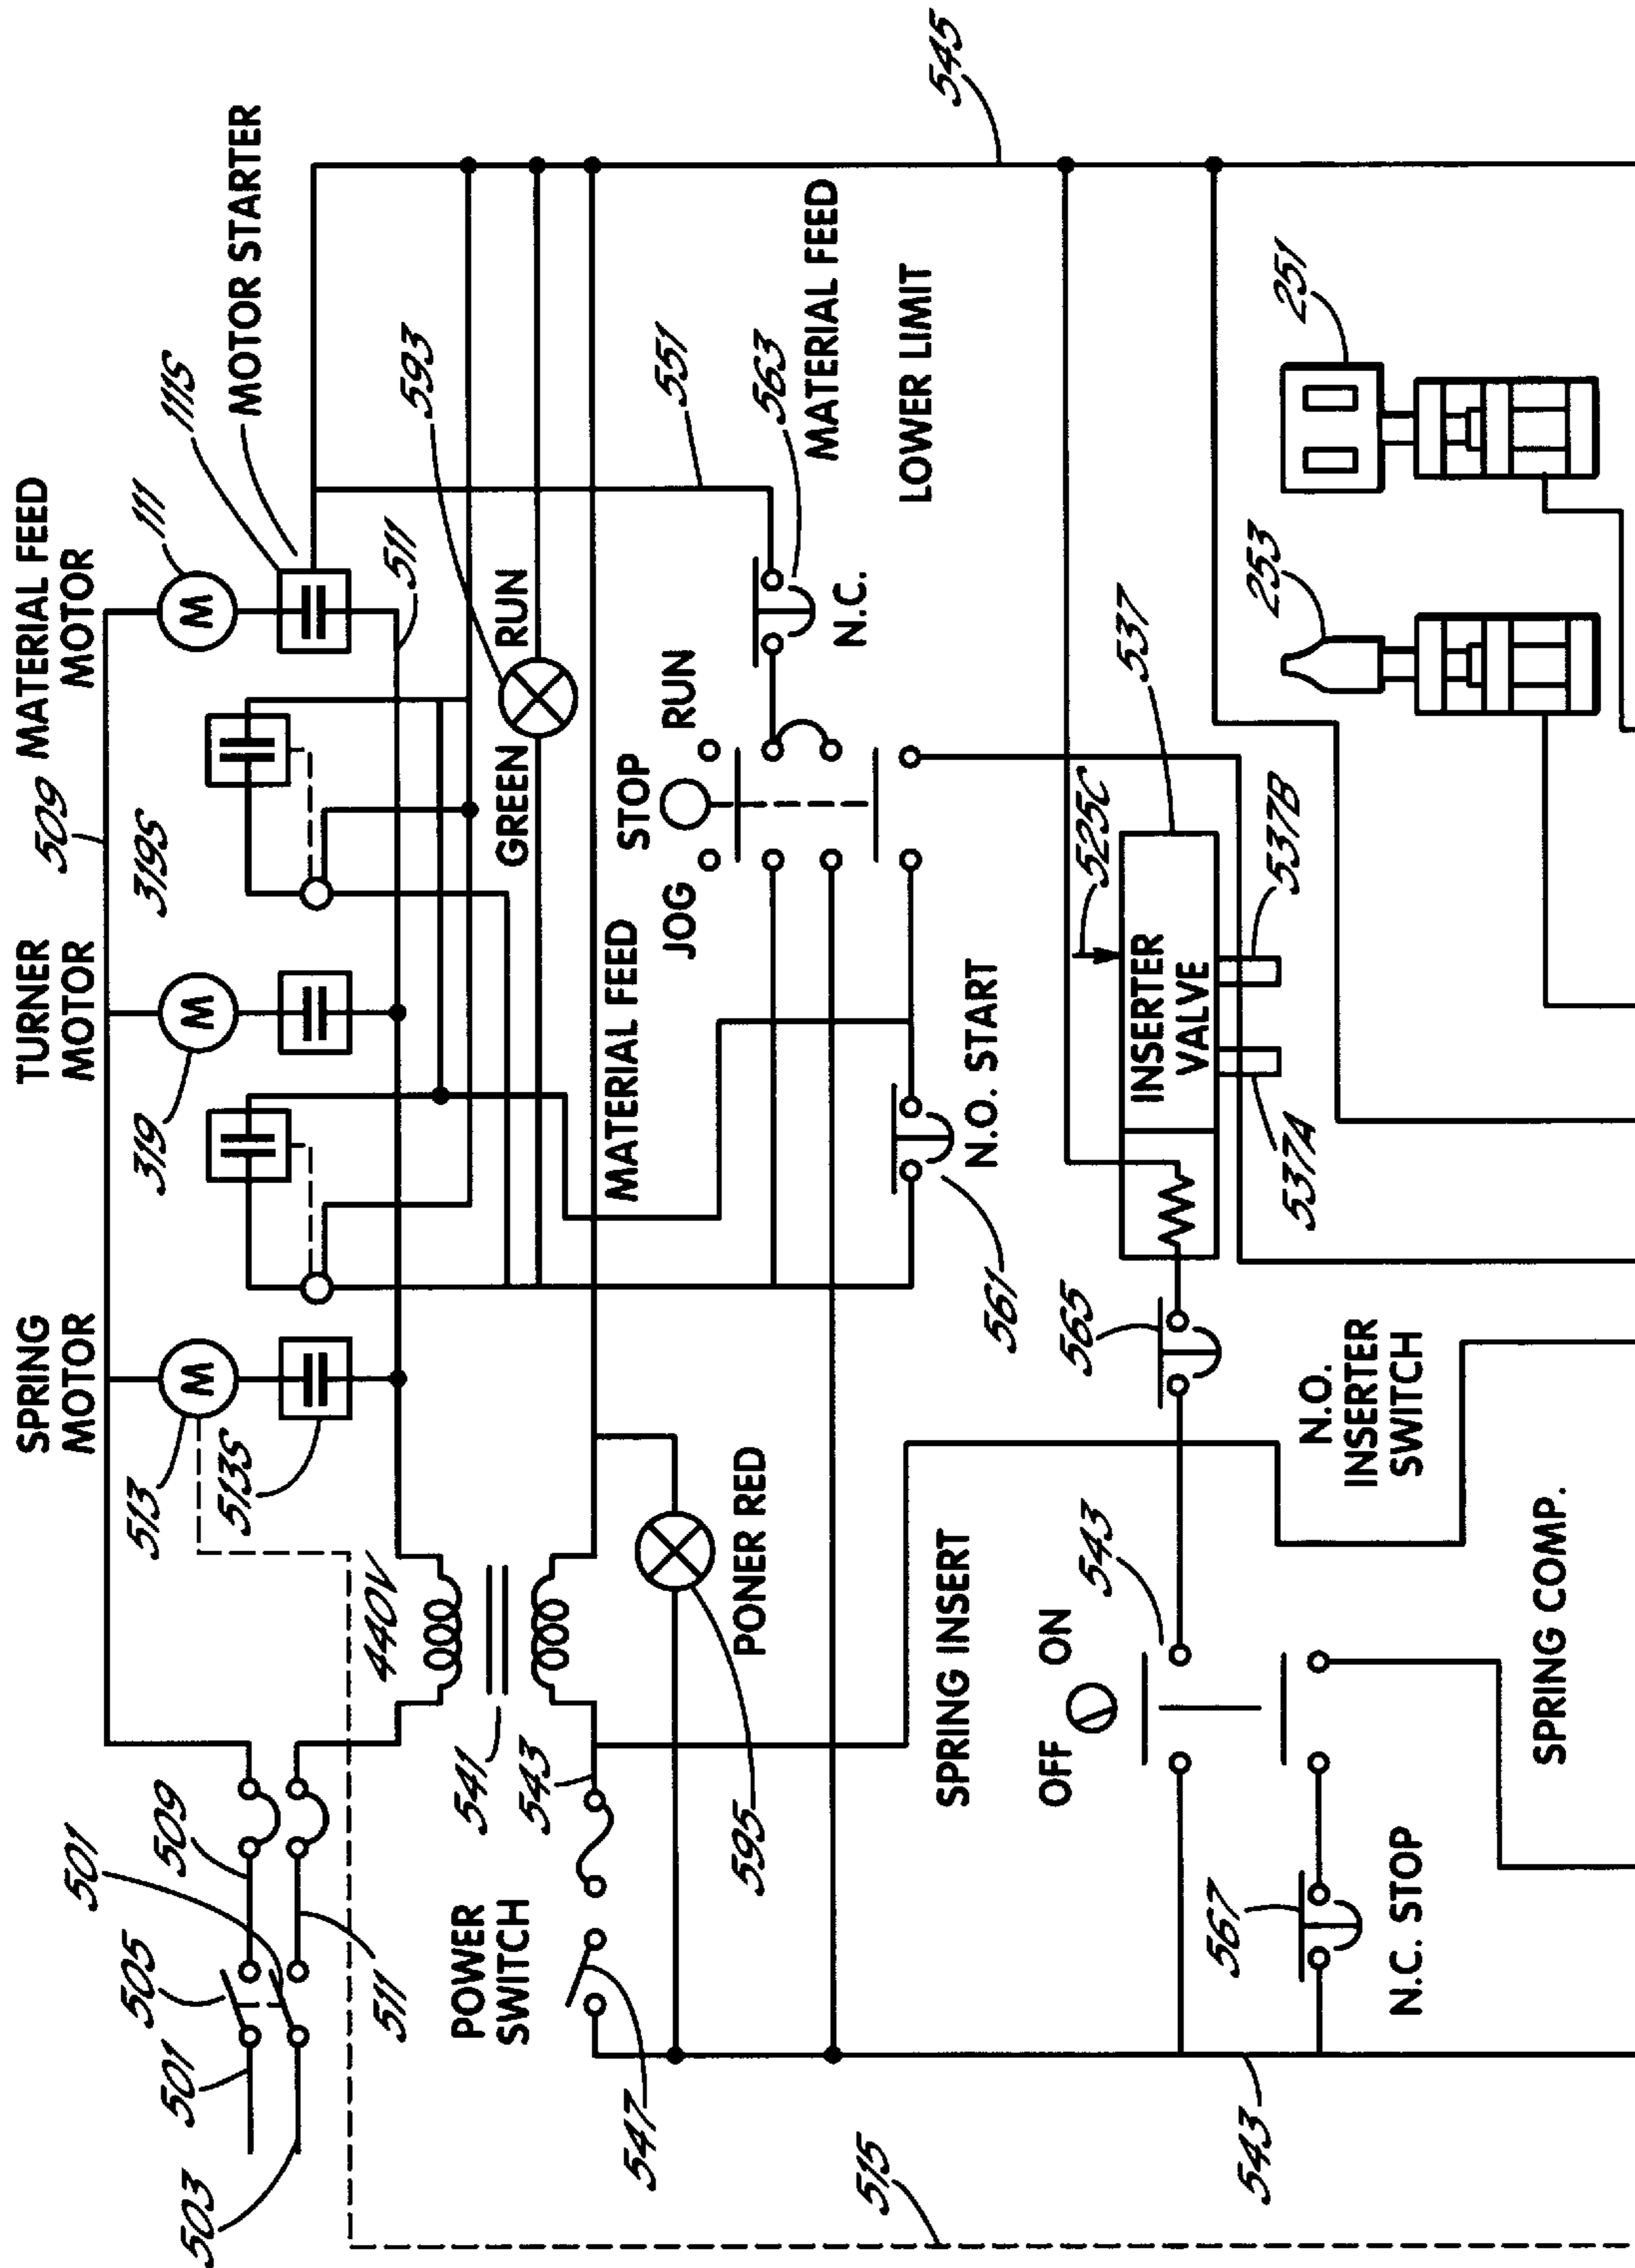 SPRING
MOTOR
TURNER
MOTOR
509
MATERIAL FEED
MOTOR
513
513S
319
319S
111
111S
MOTOR STARTER
501
505
501
509
503
511
440V
511
593
541
543
POWER
SWITCH
547
595
PONER RED
GREEN
RUN
MATERIAL FEED
JOG
STOP
RUN
551
563
N.C.
MATERIAL FEED
LOWER LIMIT
545
561
N.O. START
515
SPRING INSERT
OFF
ON
543
565
N.O.
INSERTER
SWITCH
525C
537
INSERTER
VALVE
537A
537B
543
567
N.C. STOP
SPRING COMP.
253
251